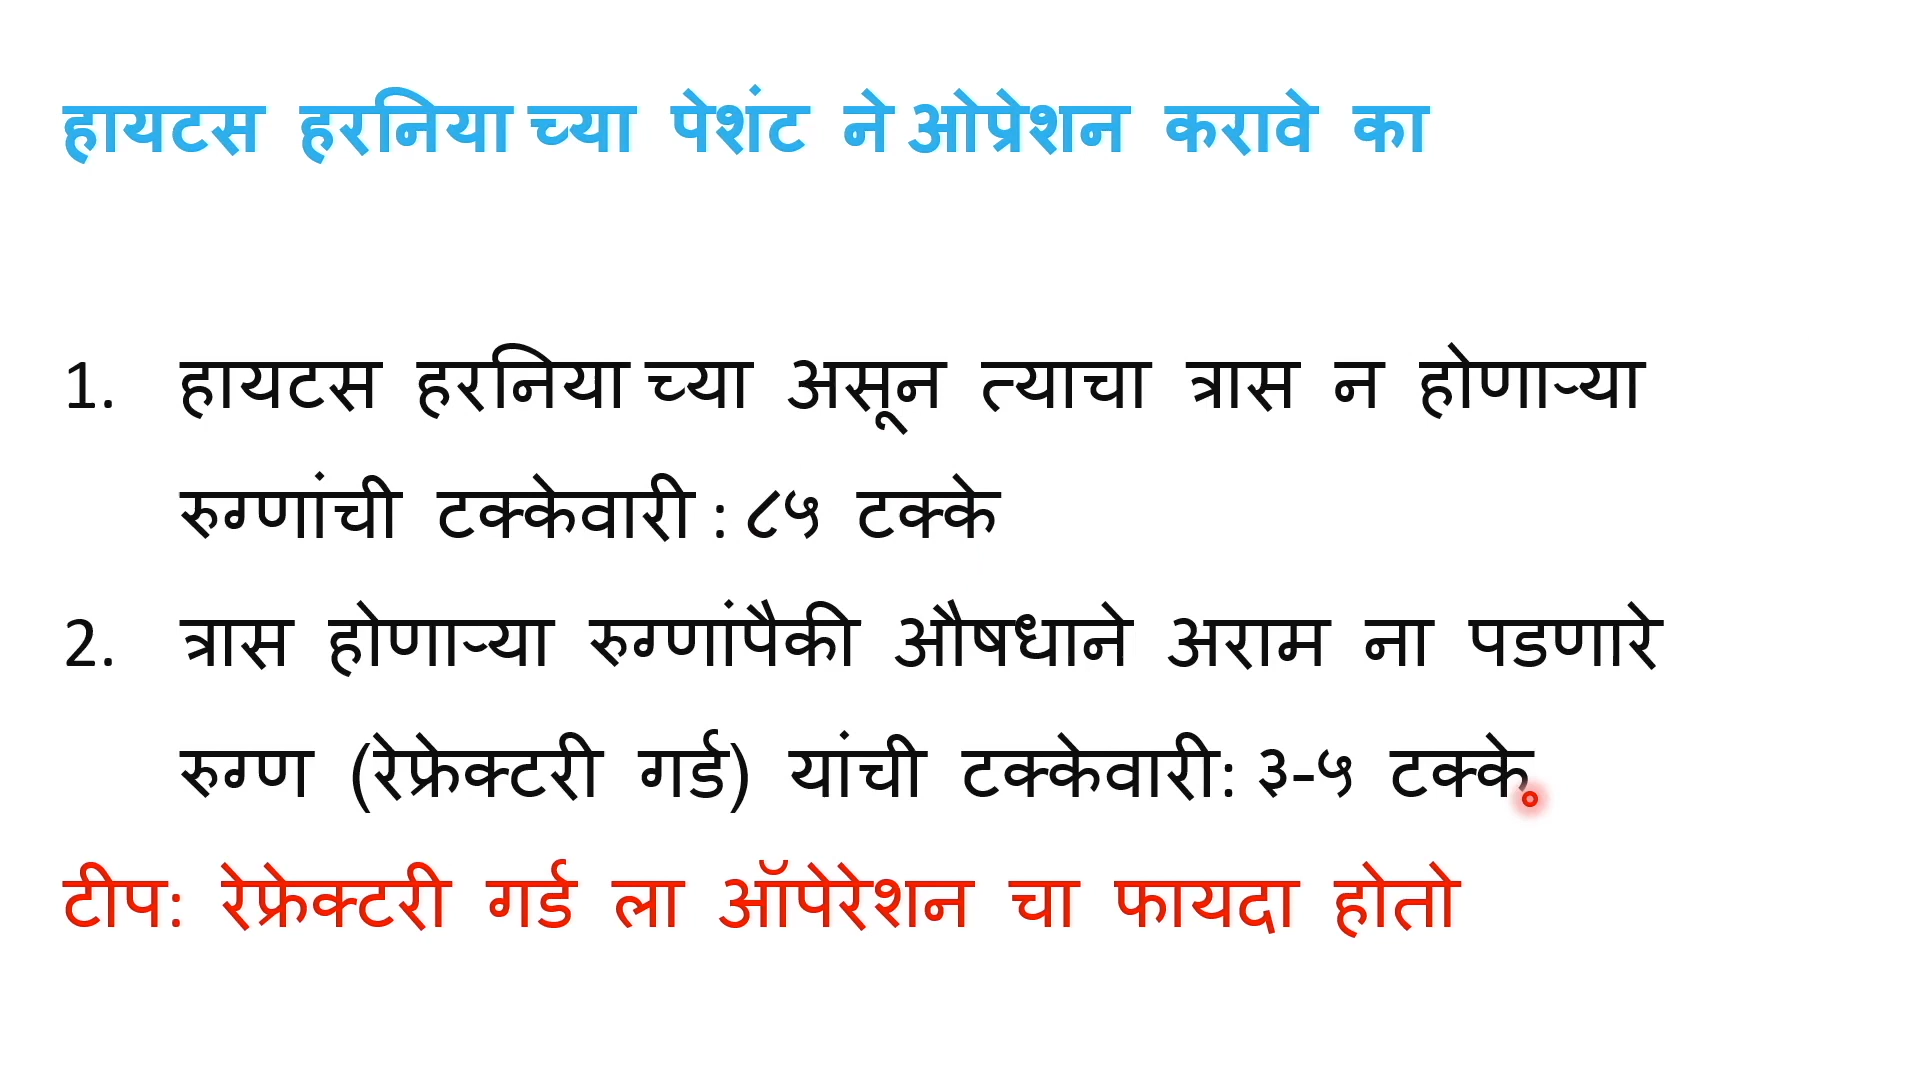 हायटस हरनिया च्या पेशंट ने ओप्रेशन करावे का
1. हायटस हरनिया च्या असून त्याचा त्रास न होणाऱ्या
रुग्णांची टक्केवारी : ८५ टक्के
2. त्रास होणाऱ्या रुग्णांपैकी औषधाने अराम ना पडणारे
रुग्ण (रेफ्रेक्टरी गर्ड) यांची टक्केवारी: ३-५ टक्के
टीप: रेफ्रेक्टरी गर्ड ला ऑपेरेशन चा फायदा होतो